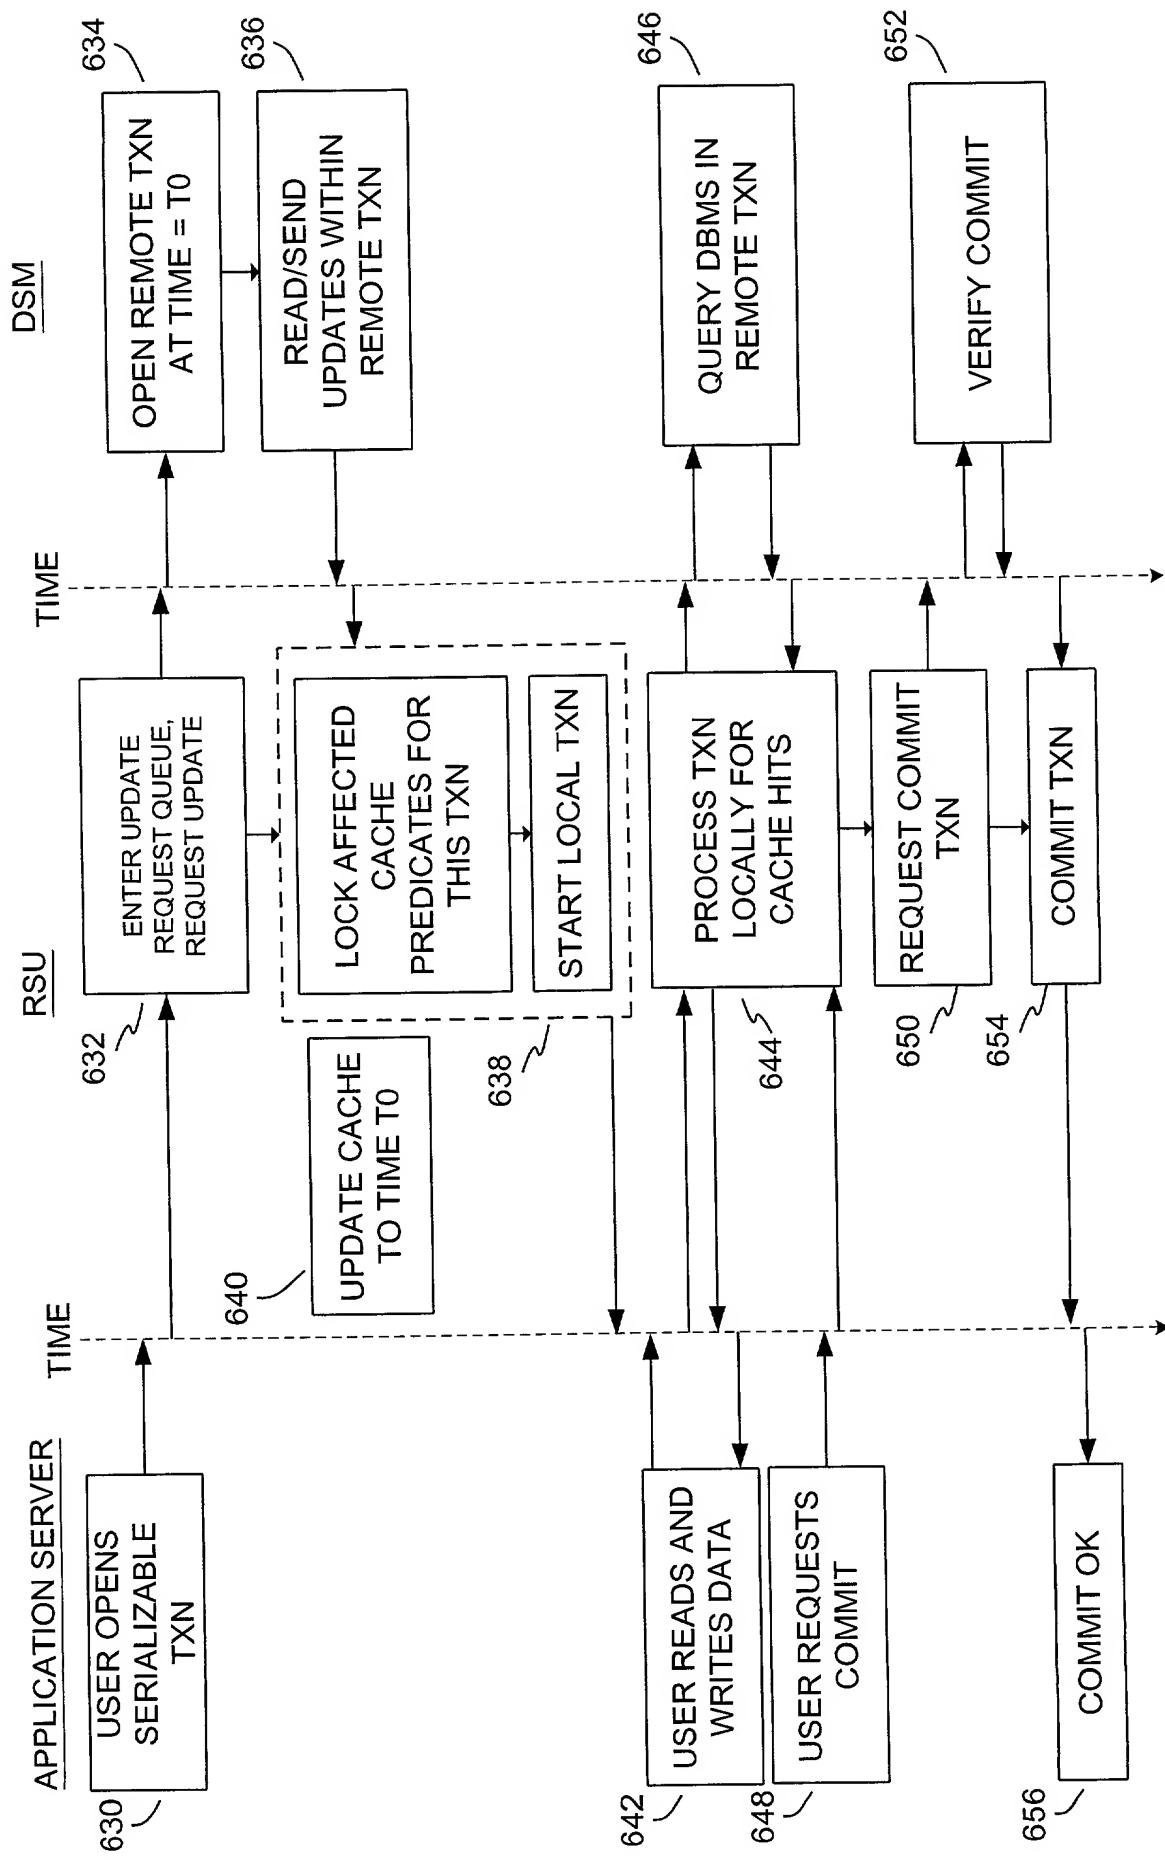 APPLICATION SERVER
TIME
RSU
TIME
DSM
630
USER OPENS
SERIALIZABLE
TXN
632
ENTER UPDATE
REQUEST QUEUE,
REQUEST UPDATE
OPEN REMOTE TXN
AT TIME = T0
634
READ/SEND
UPDATES WITHIN
REMOTE TXN
636
640
UPDATE CACHE
TO TIME T0
LOCK AFFECTED
CACHE
PREDICATES FOR
THIS TXN
START LOCAL TXN
638
642
USER READS AND
WRITES DATA
644
PROCESS TXN
LOCALLY FOR
CACHE HITS
QUERY DBMS IN
REMOTE TXN
646
648
USER REQUESTS
COMMIT
650
REQUEST COMMIT
TXN
VERIFY COMMIT
652
654
COMMIT TXN
656
COMMIT OK